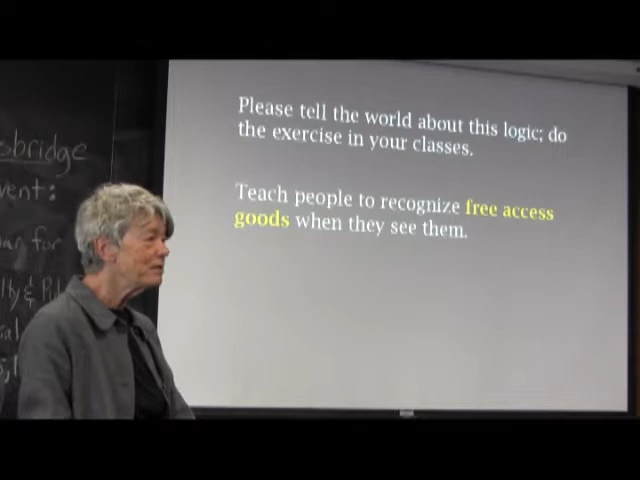 sbridge
vent:
for
Please tell the world about this logic; do
the exercise in your classes.
Teach people to recognize free access
goods when they see them.